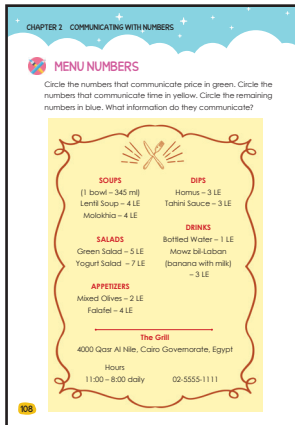 CHAPTER 2 COMMUNICATING WITH NUMBERS
MENU NUMBERS
Circle the numbers that communicate price in green. Circle the
numbers that communicate time in yellow. Circle the remaining
numbers in blue. What information do they communicate?
SOUPS
(1 bowl – 345 ml)
Lentil Soup – 4 LE
Molokhia – 4 LE
SALADS
Green Salad – 5 LE
Yogurt Salad – 7 LE
APPETIZERS
Mixed Olives – 2 LE
Falafel – 4 LE
DIPS
Homus – 3 LE
Tahini Sauce – 3 LE
DRINKS
Bottled Water – 1 LE
Mowz bil-Laban
(banana with milk)
– 3 LE
The Grill
4000 Qasr Al Nile, Cairo Governorate, Egypt
Hours
11:00 – 8:00 daily 02-5555-1111
108